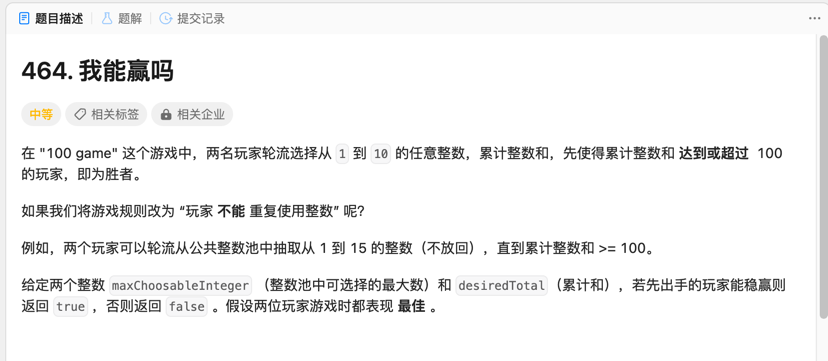 题目描述 题解 提交记录
464. 我能赢吗
中等 相关标签 相关企业
在 "100 game" 这个游戏中，两名玩家轮流选择从 1 到 10 的任意整数，累计整数和，先使得累计整数和 达到或超过 100
的玩家，即为胜者。
如果我们将游戏规则改为 “玩家 不能 重复使用整数” 呢？
例如，两个玩家可以轮流从公共整数池中抽取从 1 到 15 的整数（不放回），直到累计整数和 >= 100。
给定两个整数 maxChoosableInteger （整数池中可选择的最大数）和 desiredTotal（累计和），若先出手的玩家能稳赢则
返回 true ，否则返回 false 。假设两位玩家游戏时都表现 最佳 。